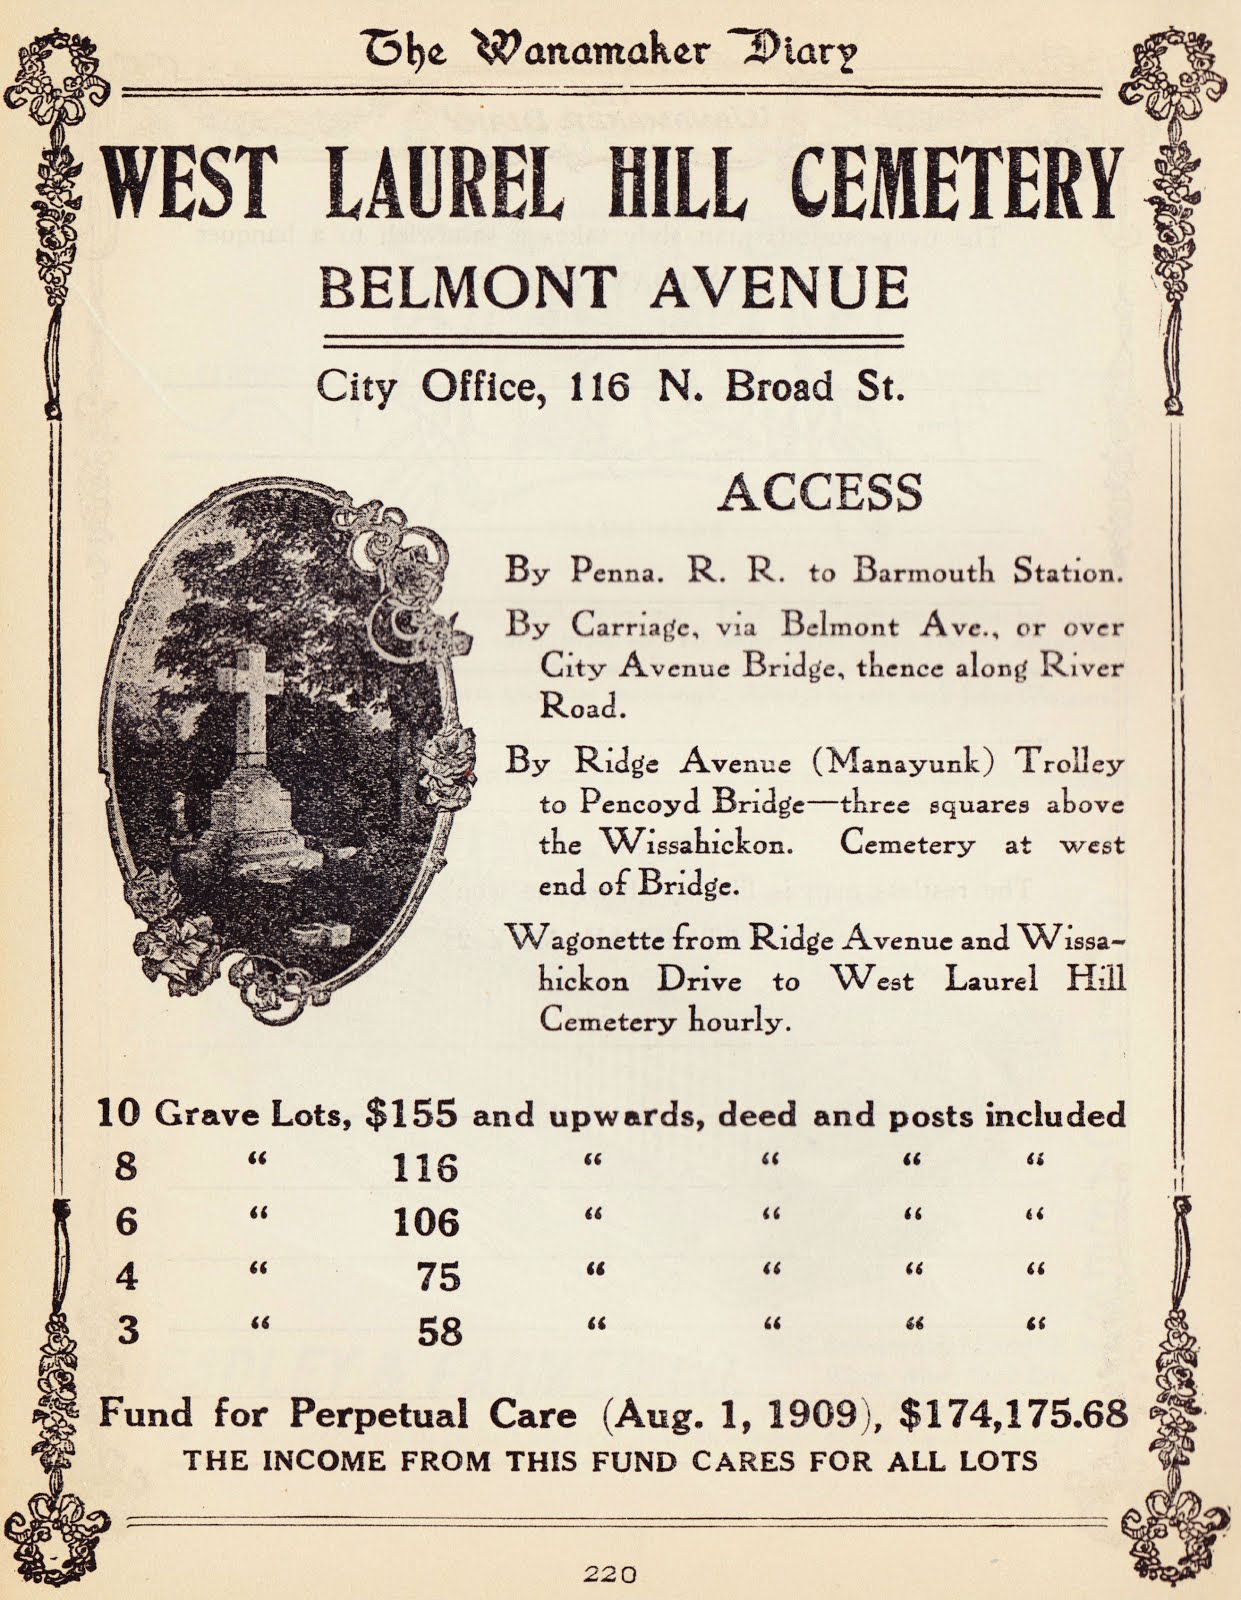 The Wanamaker Diary
WEST LAUREL HILL CEMETERY
BELMONT AVENUE
City Office, 116 N. Broad St.
ACCESS
By Penna. R. R. to Barmouth Station.
By Carriage, via Belmont Ave., or over
City Avenue Bridge, thence along River
Road.
By Ridge Avenue (Manayunk) Trolley
to Pencoyd Bridge—three squares above
the Wissahickon. Cemetery at west
end of Bridge.
Wagonette from Ridge Avenue and Wissa-
hickon Drive to West Laurel Hill
Cemetery hourly.
10 Grave Lots, $155 and upwards, deed and posts included
8 “ 116 “ “ “ “
6 “ 106 “ “ “ “
4 “ 75 “ “ “ “
3 “ 58 “ “ “ “
Fund for Perpetual Care (Aug. 1, 1909), $174,175.68
THE INCOME FROM THIS FUND CARES FOR ALL LOTS
220